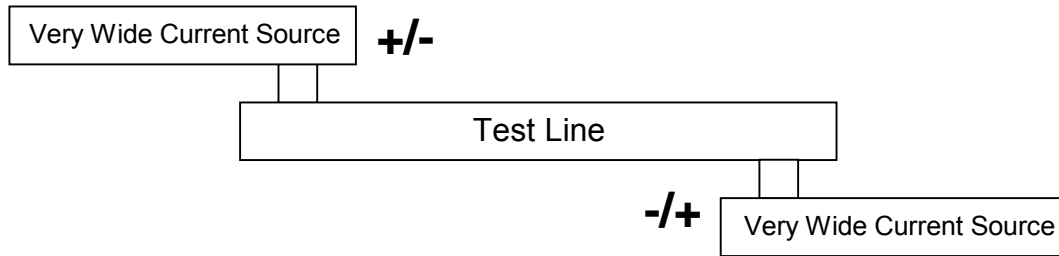 Very Wide Current Source
+/-
Test Line
-/+
Very Wide Current Source